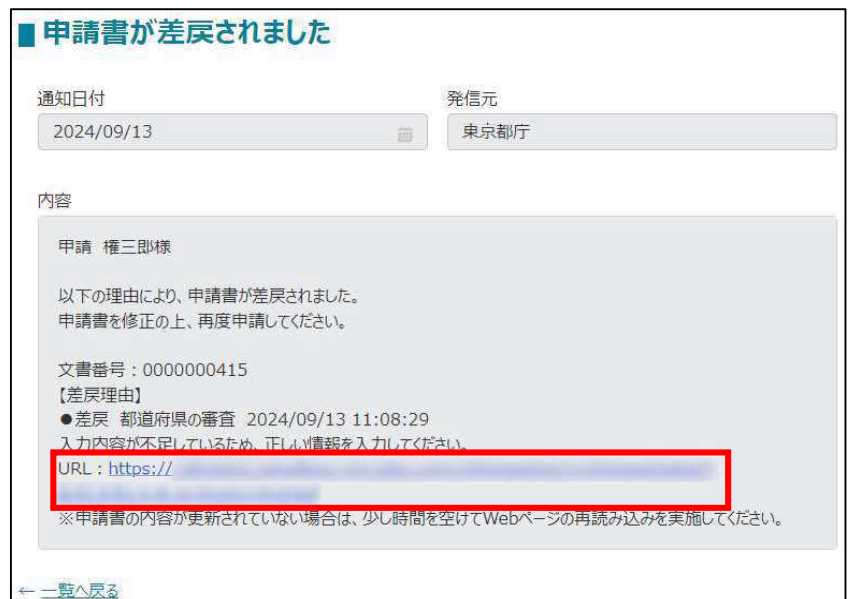 ■申請書が差戻されました
通知日付
発信元
2024/09/13
東京都庁
内容
申請 権三郎様
以下の理由により、申請書が差戻されました。
申請書を修正の上、再度申請してください。
文書番号：0000000415
【差戻理由】
●差戻 都道府県の審査 2024/09/13 11:08:29
入力内容が不足しているため、正しい情報を入力してください。
URL：https://
※申請書の内容が更新されていない場合は、少し時間を空けてWebページの再読み込みを実施してください。
← 一覧へ戻る